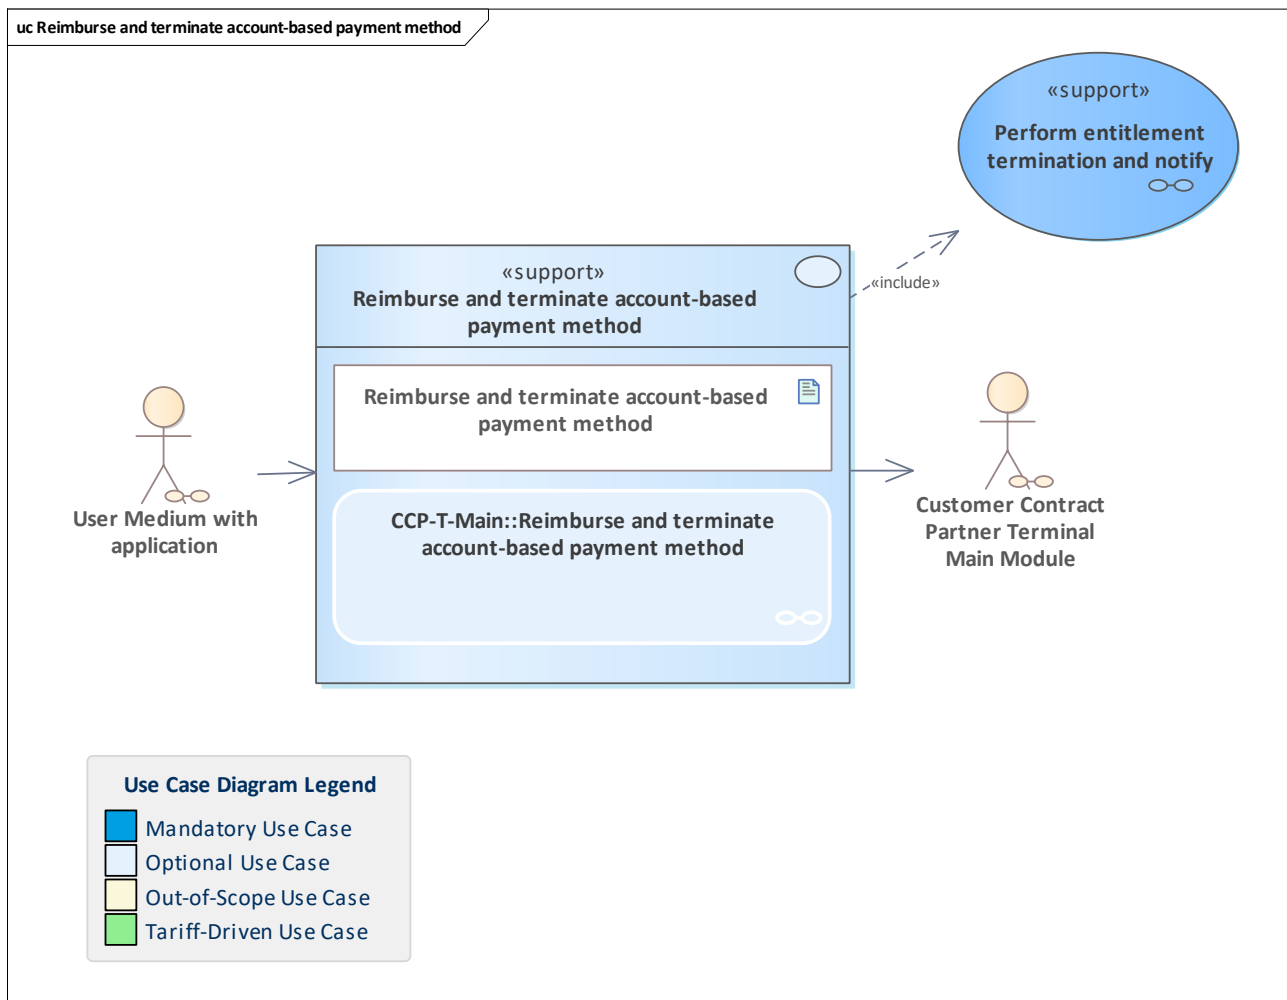 uc Reimburse and terminate account-based payment method
«support»
Perform entitlement
termination and notify
«include»
«support»
Reimburse and terminate account-based
payment method
Reimburse and terminate account-based
payment method
CCP-T-Main::Reimburse and terminate
account-based payment method
User Medium with
application
Customer Contract
Partner Terminal
Main Module
Use Case Diagram Legend
Mandatory Use Case
Optional Use Case
Out-of-Scope Use Case
Tariff-Driven Use Case